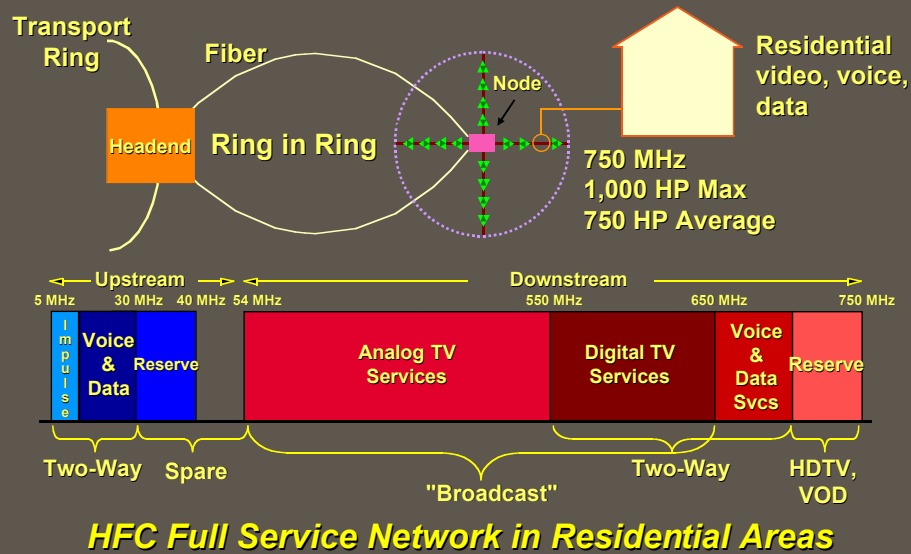 Transport
Ring
Fiber
Node
Residential
video, voice,
data
Headend
Ring in Ring
750 MHz
1,000 HP Max
750 HP Average
Upstream
Downstream
5 MHz
30 MHz
40 MHz
54 MHz
550 MHz
650 MHz
750 MHz
Impulse
Voice
&
Data
Reserve
Analog TV
Services
Digital TV
Services
Voice
&
Data
Svcs
Reserve
Two-Way
Spare
"Broadcast"
Two-Way
HDTV,
VOD
HFC Full Service Network in Residential Areas